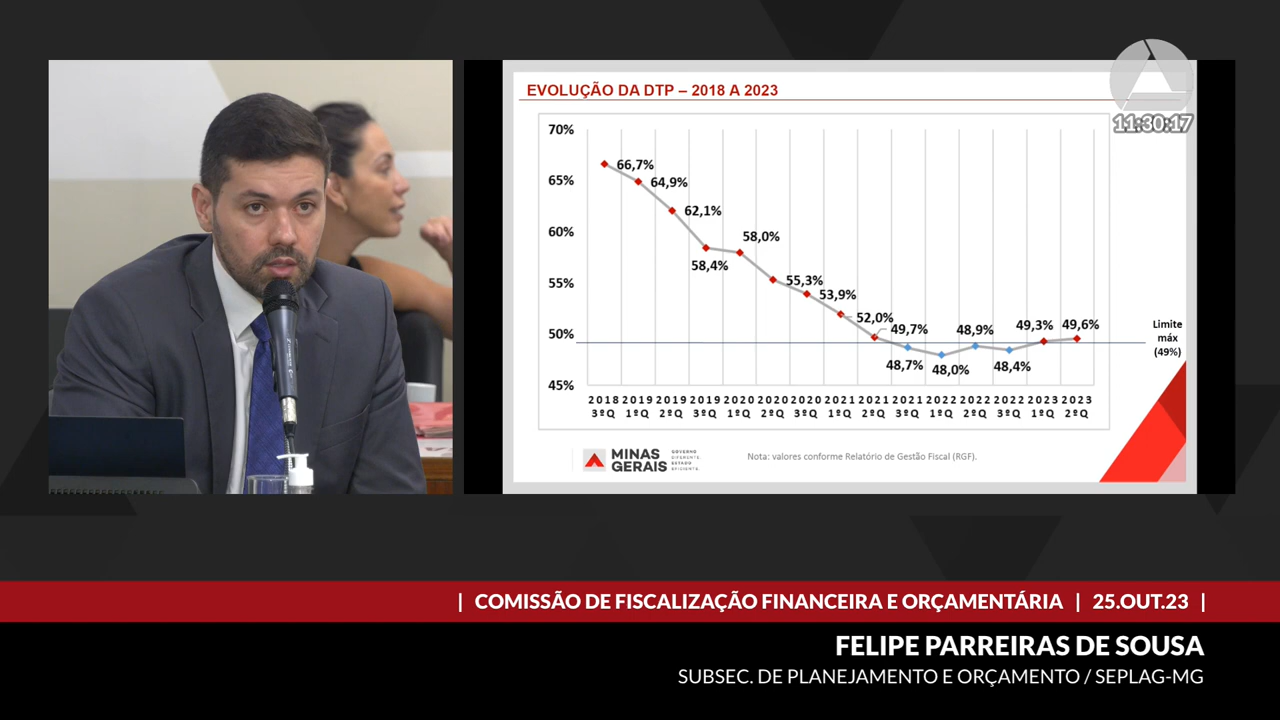 EVOLUÇÃO DA DTP – 2018 A 2023
11:30:17
70%
65%
60%
55%
50%
45%
66,7%
64,9%
62,1%
58,4%
58,0%
55,3%
53,9%
52,0%
49,7%
48,7%
48,0%
48,9%
48,4%
49,3%
49,6%
Limite
máx
(49%)
2018 2019 2019 2019 2020 2020 2020 2021 2021 2021 2022 2022 2022 2023 2023
3ºQ 1ºQ 2ºQ 3ºQ 1ºQ 2ºQ 3ºQ 1ºQ 2ºQ 3ºQ 1ºQ 2ºQ 3ºQ 1ºQ 2ºQ
MINAS
GERAIS
GOVERNO
DIFERENTE.
ESTADO
EFICIENTE.
Nota: valores conforme Relatório de Gestão Fiscal (RGF).
| COMISSÃO DE FISCALIZAÇÃO FINANCEIRA E ORÇAMENTÁRIA | 25.OUT.23 |
FELIPE PARREIRAS DE SOUSA
SUBSEC. DE PLANEJAMENTO E ORÇAMENTO / SEPLAG-MG